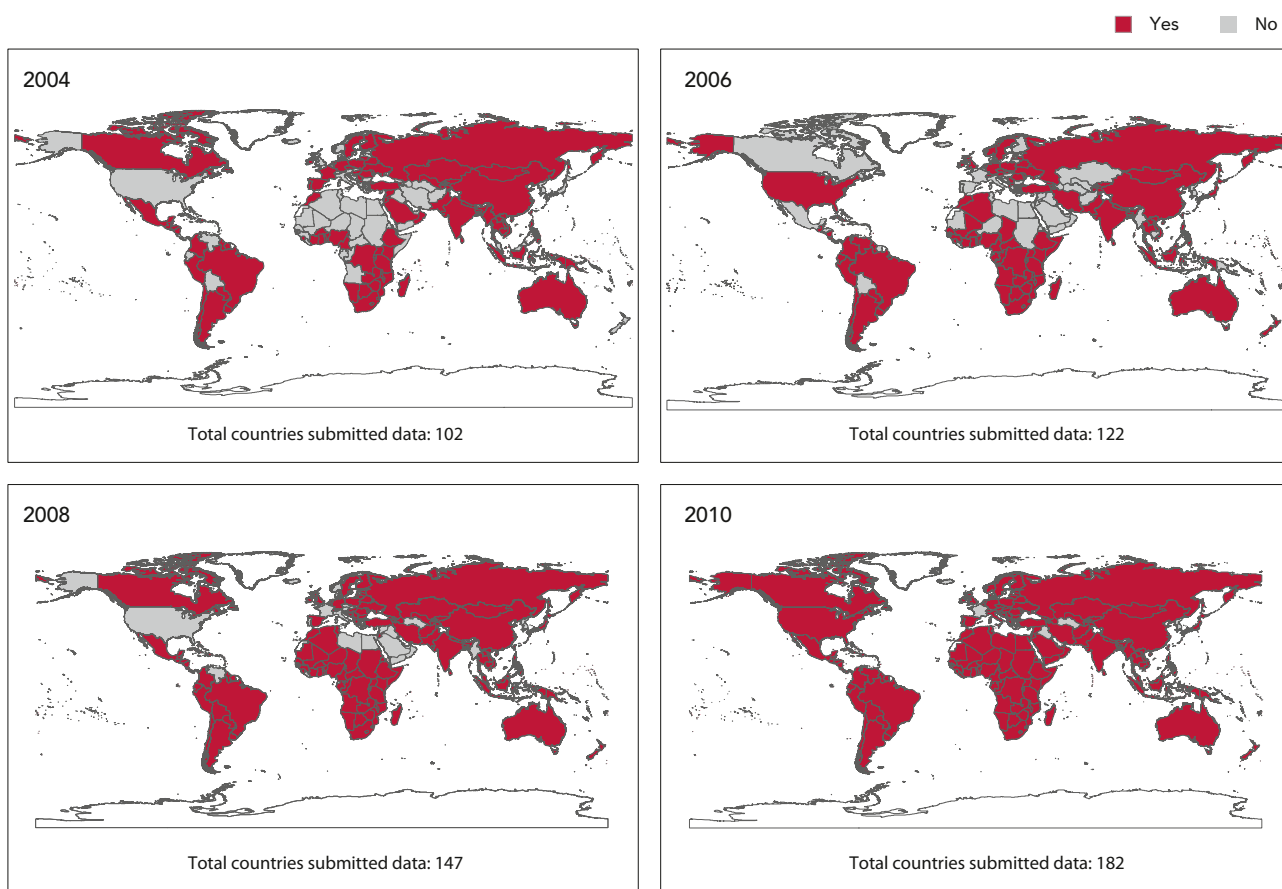 Yes No
2004
Total countries submitted data: 102
2006
Total countries submitted data: 122
2008
Total countries submitted data: 147
2010
Total countries submitted data: 182